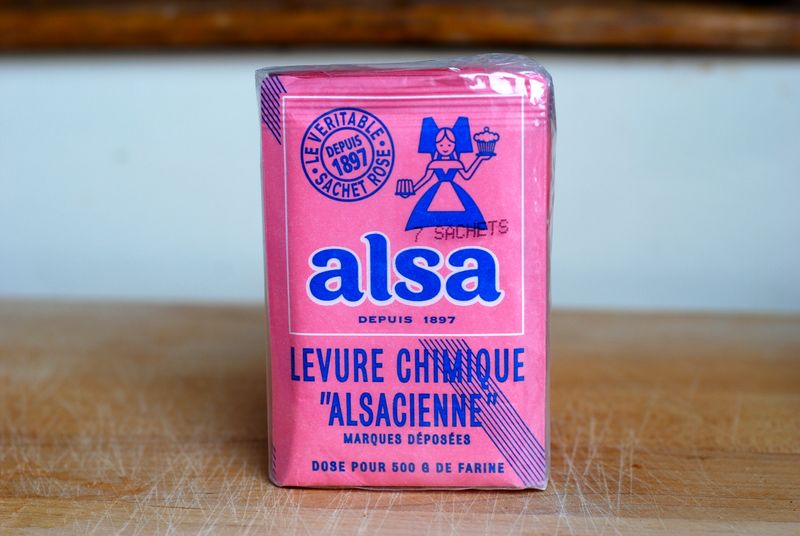 LE VERITABLE
DEPUIS
1897
SACHET ROSE
7 SACHETS
alsa
DEPUIS 1897
LEVURE CHIMIQUE
"ALSACIENNE"
MARQUES DÉPOSÉES
DOSE POUR 500 G DE FARINE